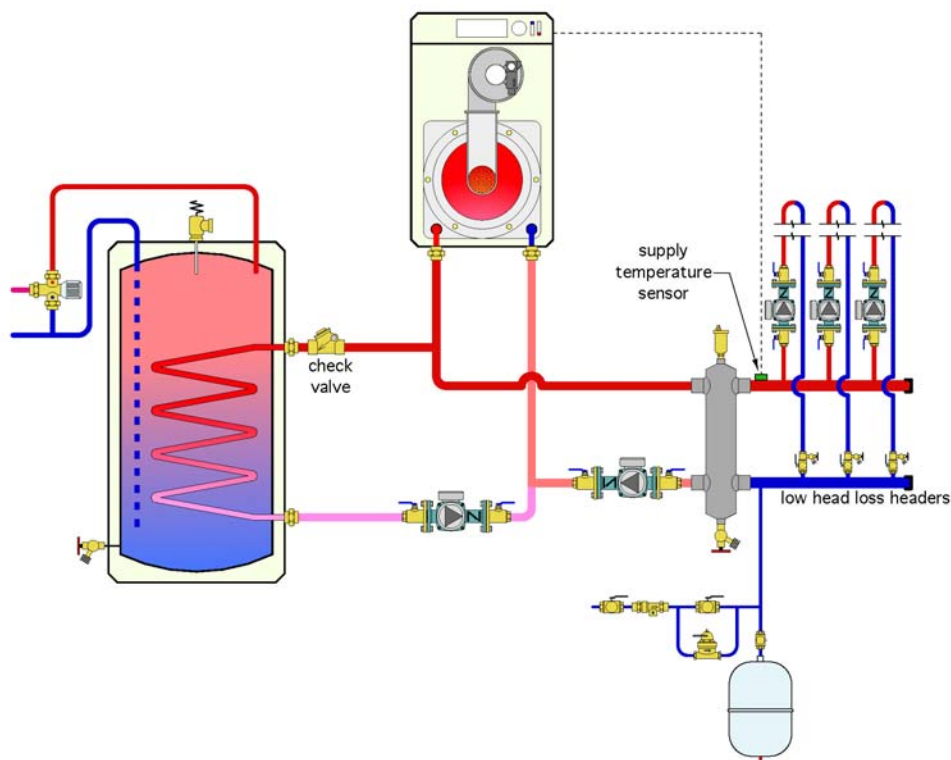 supply
temperature
sensor
check
valve
low head loss headers